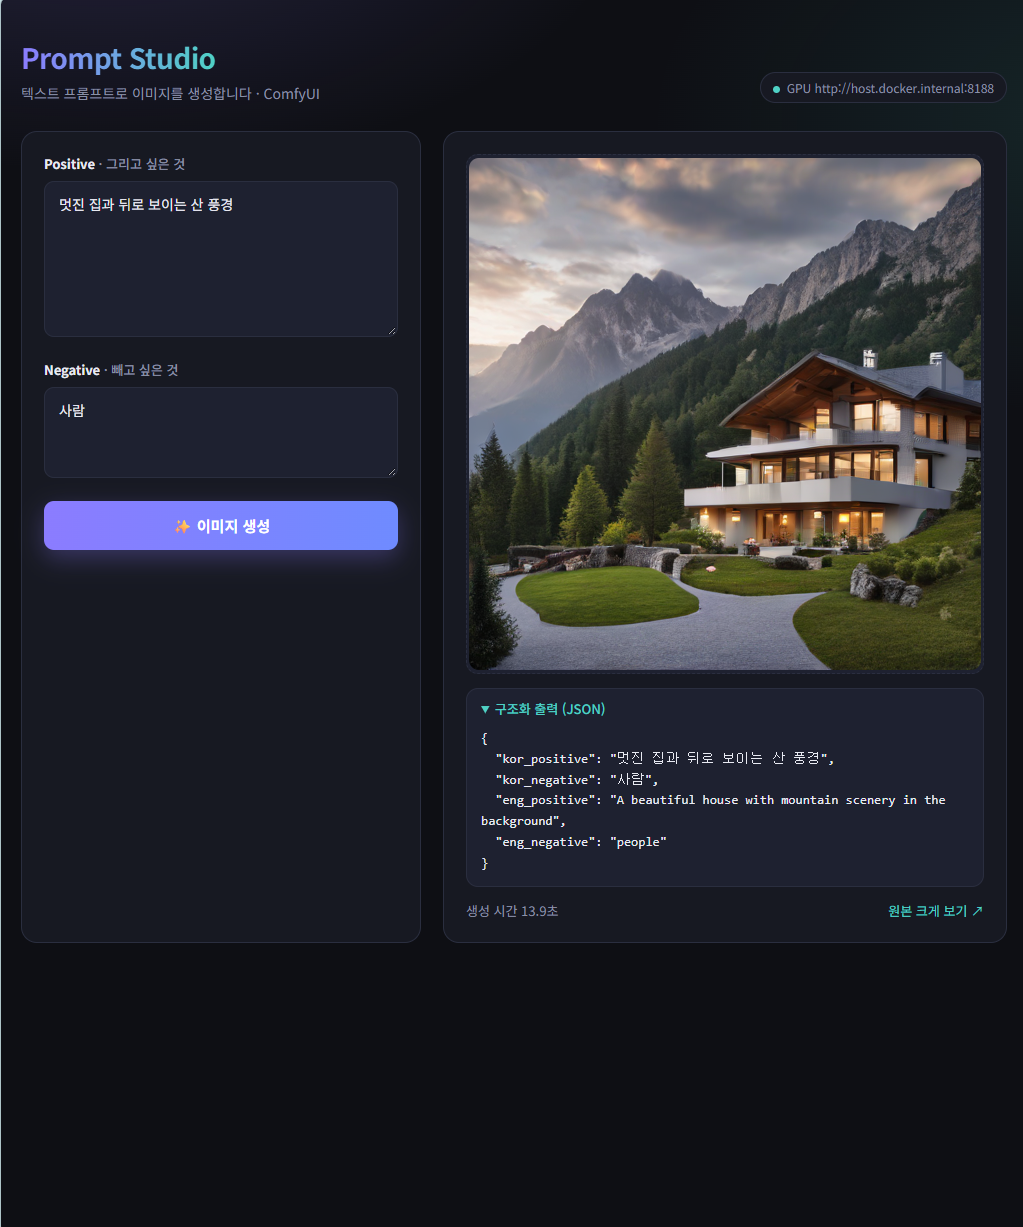 Prompt Studio
텍스트 프롬프트로 이미지를 생성합니다 · ComfyUI
GPU http://host.docker.internal:8188
Positive · 그리고 싶은 것
멋진 집과 뒤로 보이는 산 풍경
Negative · 빼고 싶은 것
사람
✨ 이미지 생성
▼ 구조화 출력 (JSON)
{
"kor_positive": "멋진 집과 뒤로 보이는 산 풍경",
"kor_negative": "사람",
"eng_positive": "A beautiful house with mountain scenery in the
background",
"eng_negative": "people"
}
생성 시간 13.9초
원본 크게 보기 ↗